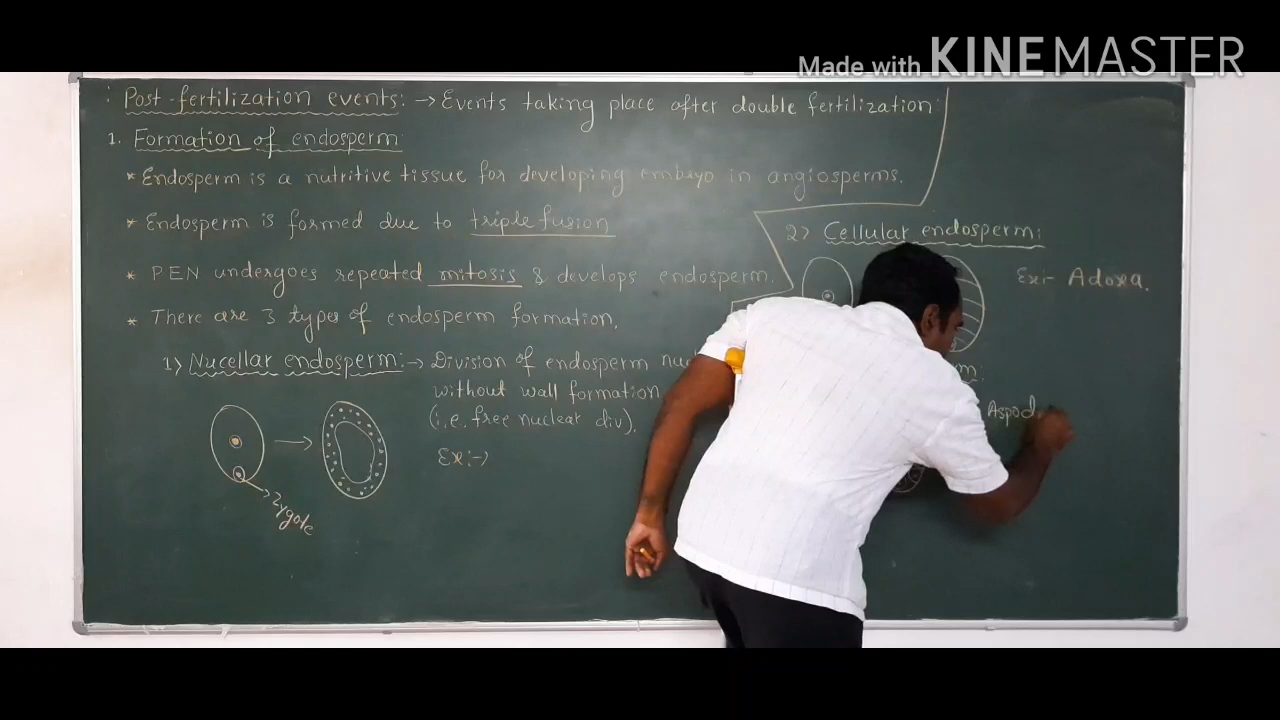 Made with KINEMASTER
: Post-fertilization events: → Events taking place after double fertilization:
1. Formation of endosperm
* Endosperm is a nutritive tissue for developing embryo in angiosperms.
* Endosperm is formed due to triple fusion
* PEN undergoes repeated mitosis & develops endosperm.
* There are 3 types of endosperm formation.
1) Nucellar endosperm:→ Division of endosperm
without wall formation
(i.e. free nuclear div).
Ex:→
Zygote
2) Cellular endosperm:
Ex:- Adoxa.